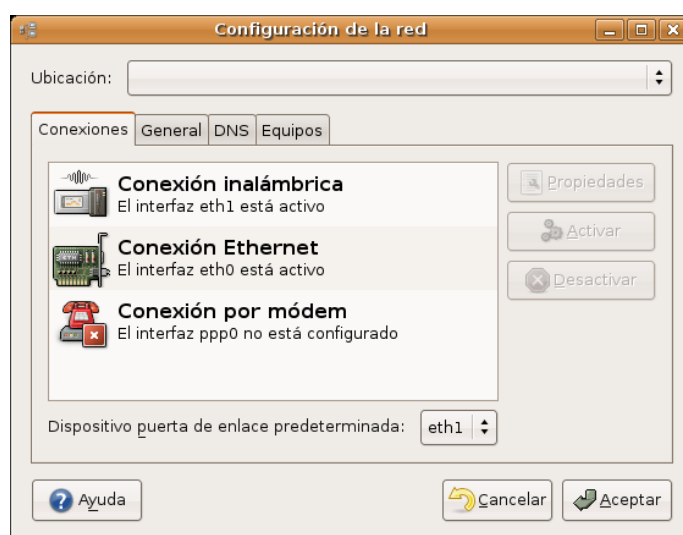 Configuración de la red
Ubicación:
Conexiones General DNS Equipos
Conexión inalámbrica
El interfaz eth1 está activo
Conexión Ethernet
El interfaz eth0 está activo
Conexión por módem
El interfaz ppp0 no está configurado
Propiedades
Activar
Desactivar
Dispositivo puerta de enlace predeterminada: eth1
Ayuda Cancelar Aceptar